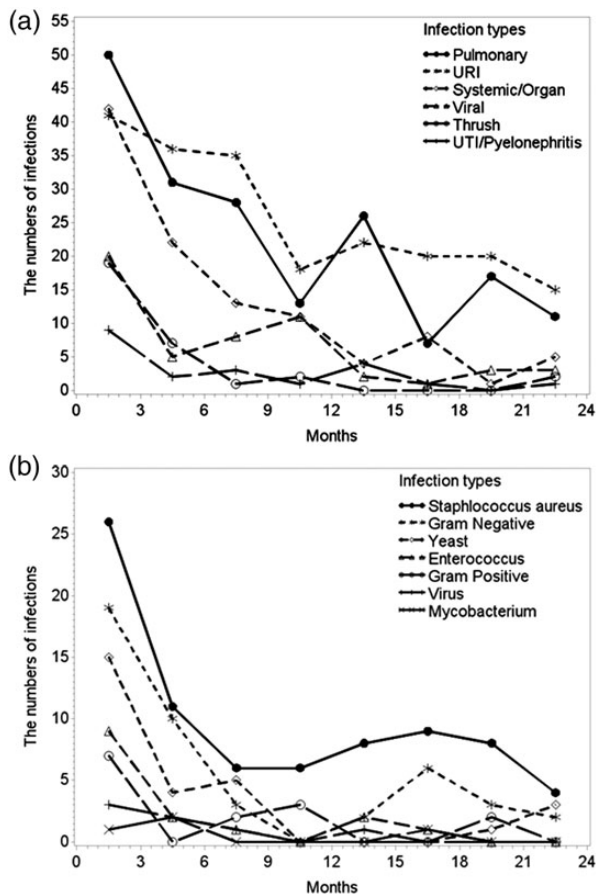 (a)
Infection types
Pulmonary
URI
Systemic/Organ
Viral
Thrush
UTI/Pyelonephritis
The numbers of infections
55
50
45
40
35
30
25
20
15
10
5
0
0 3 6 9 12 15 18 21 24
Months
(b)
Infection types
Staphlococcus aureus
Gram Negative
Yeast
Enterococcus
Gram Positive
Virus
Mycobacterium
The numbers of infections
30
25
20
15
10
5
0
0 3 6 9 12 15 18 21 24
Months